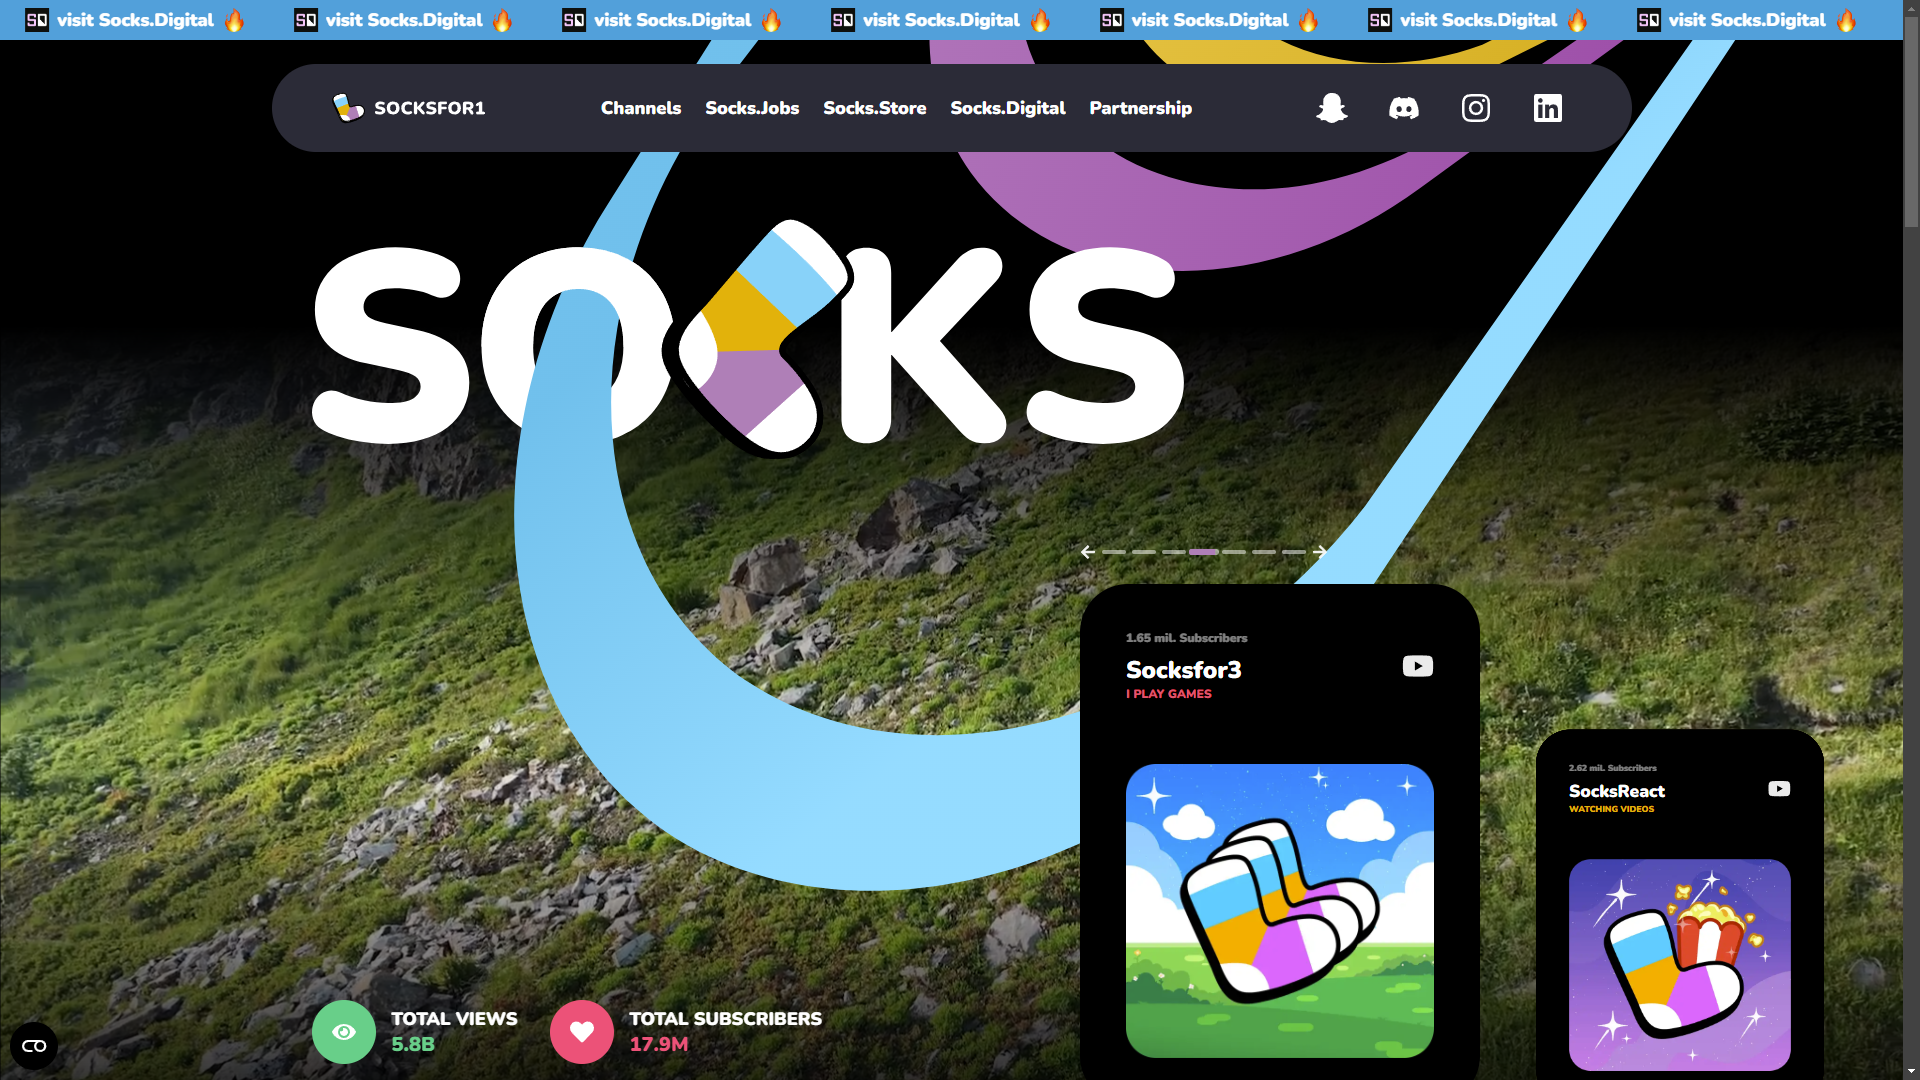 SD visit Socks.Digital 🔥 SD visit Socks.Digital 🔥 SD visit Socks.Digital 🔥 SD visit Socks.Digital 🔥 SD visit Socks.Digital 🔥 SD visit Socks.Digital 🔥 SD visit Socks.Digital 🔥
SOCKSFOR1 Channels Socks.Jobs Socks.Store Socks.Digital Partnership
SOCKS
1.65 mil. Subscribers
Socksfor3
I PLAY GAMES
2.62 mil. Subscribers
SocksReact
WATCHING VIDEOS
TOTAL VIEWS
5.8B
TOTAL SUBSCRIBERS
17.9M